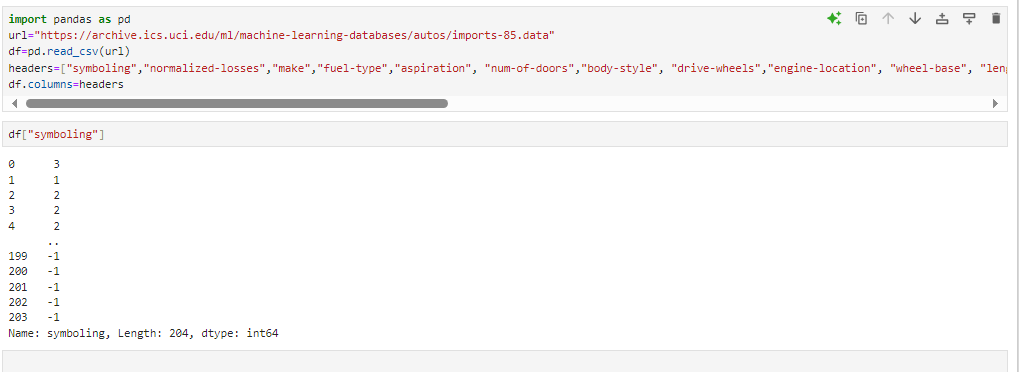 import pandas as pd
url="https://archive.ics.uci.edu/ml/machine-learning-databases/autos/imports-85.data"
df=pd.read_csv(url)
headers=["symboling","normalized-losses","make","fuel-type","aspiration", "num-of-doors","body-style", "drive-wheels","engine-location", "wheel-base", "len
df.columns=headers
df["symboling"]
0 3
1 1
2 2
3 2
4 2
..
199 -1
200 -1
201 -1
202 -1
203 -1
Name: symboling, Length: 204, dtype: int64